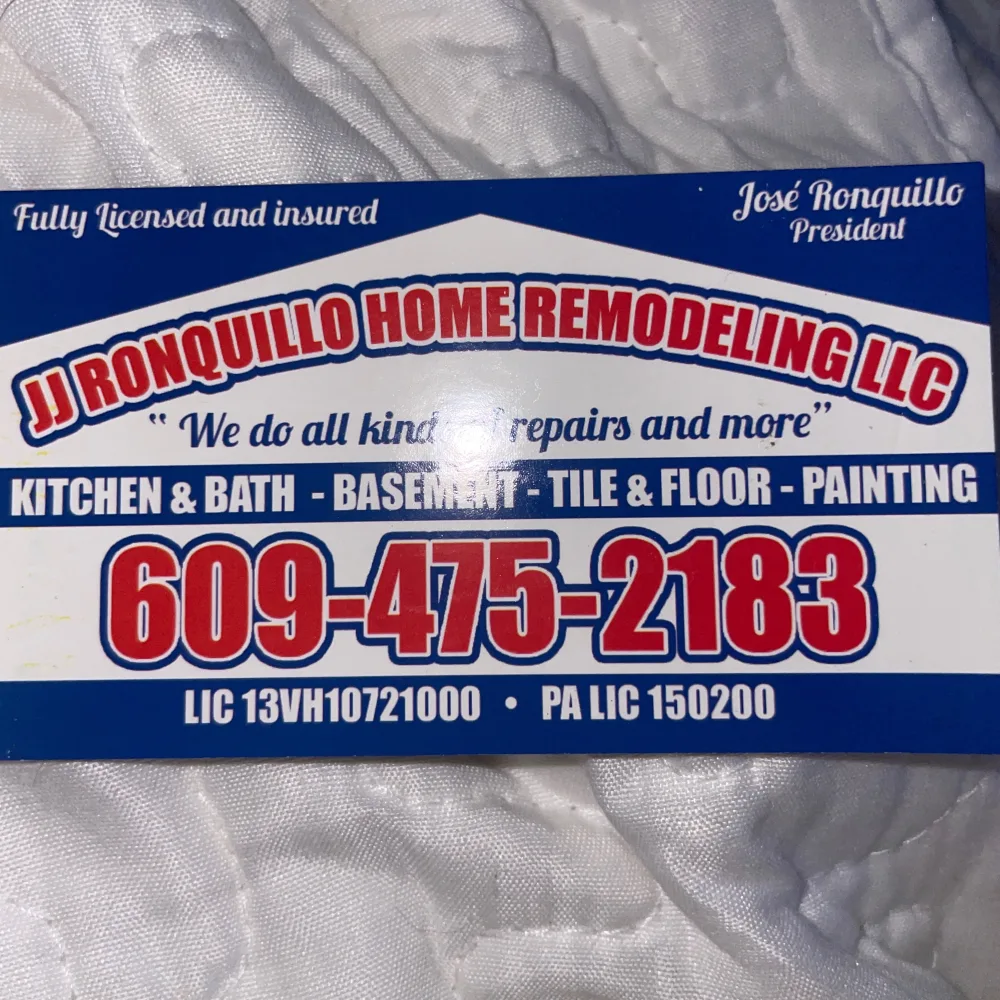 Fully Licensed and insured
José Ronquillo
President
JJ RONQUILLO HOME REMODELING LLC
“ We do all kind repairs and more”
KITCHEN & BATH - BASEMENT - TILE & FLOOR - PAINTING
609-475-2183
LIC 13VH10721000 • PA LIC 150200